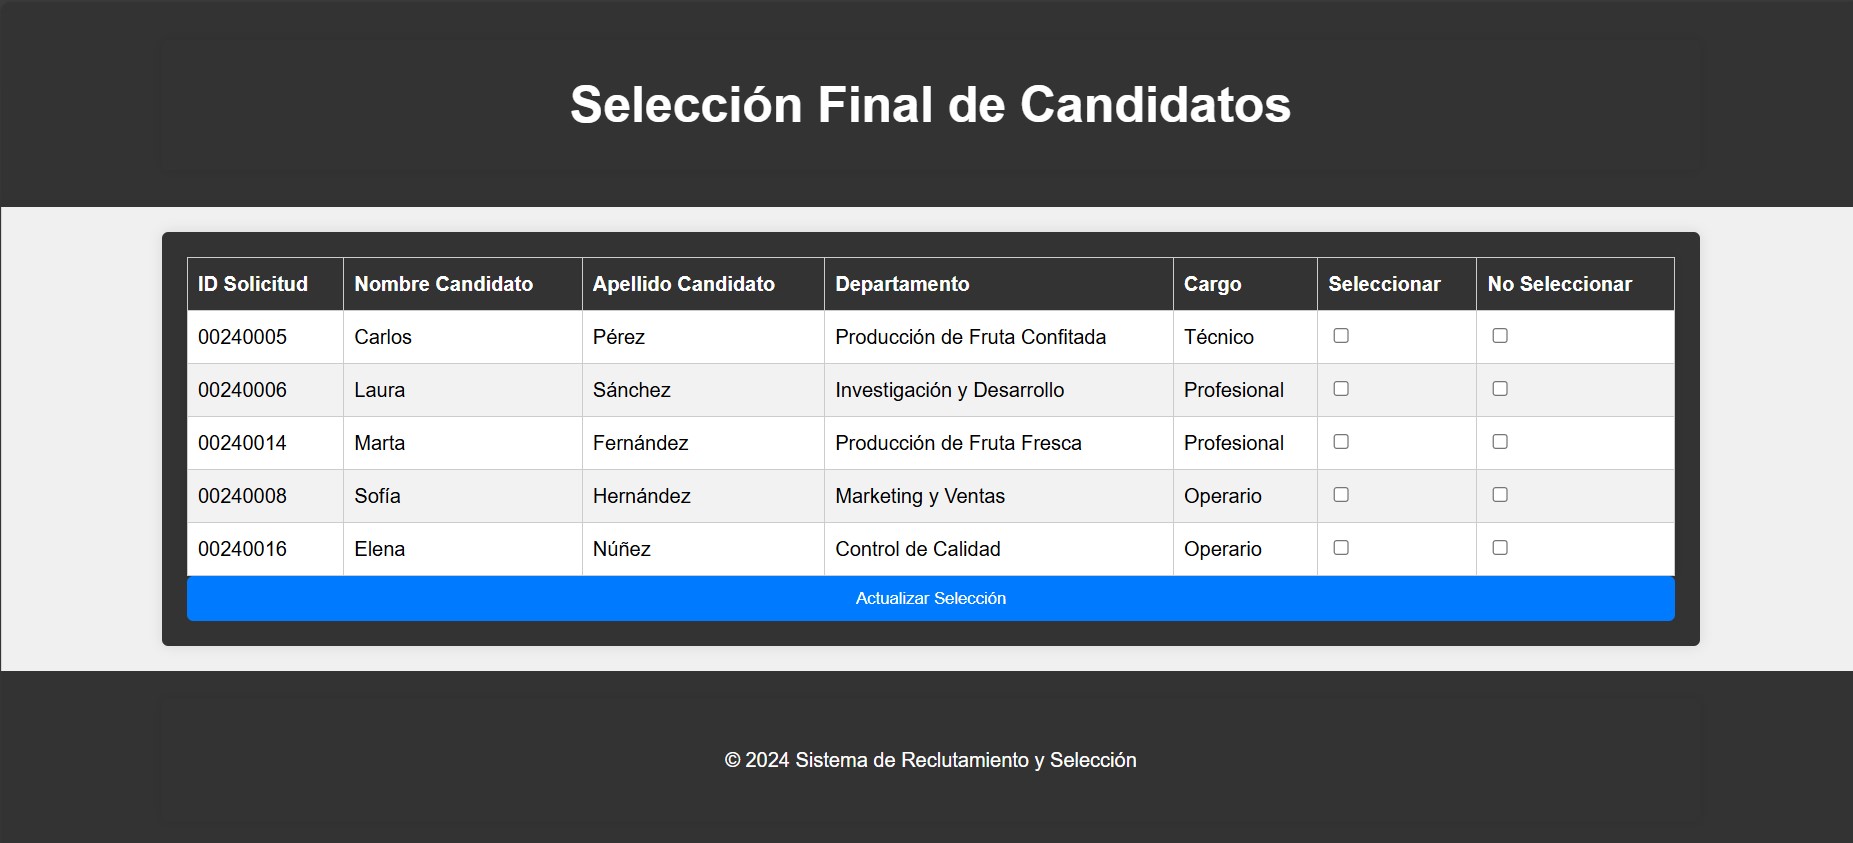 Selección Final de Candidatos
ID Solicitud Nombre Candidato Apellido Candidato Departamento Cargo Seleccionar No Seleccionar
00240005 Carlos Pérez Producción de Fruta Confitada Técnico
00240006 Laura Sánchez Investigación y Desarrollo Profesional
00240014 Marta Fernández Producción de Fruta Fresca Profesional
00240008 Sofía Hernández Marketing y Ventas Operario
00240016 Elena Núñez Control de Calidad Operario
Actualizar Selección
© 2024 Sistema de Reclutamiento y Selección